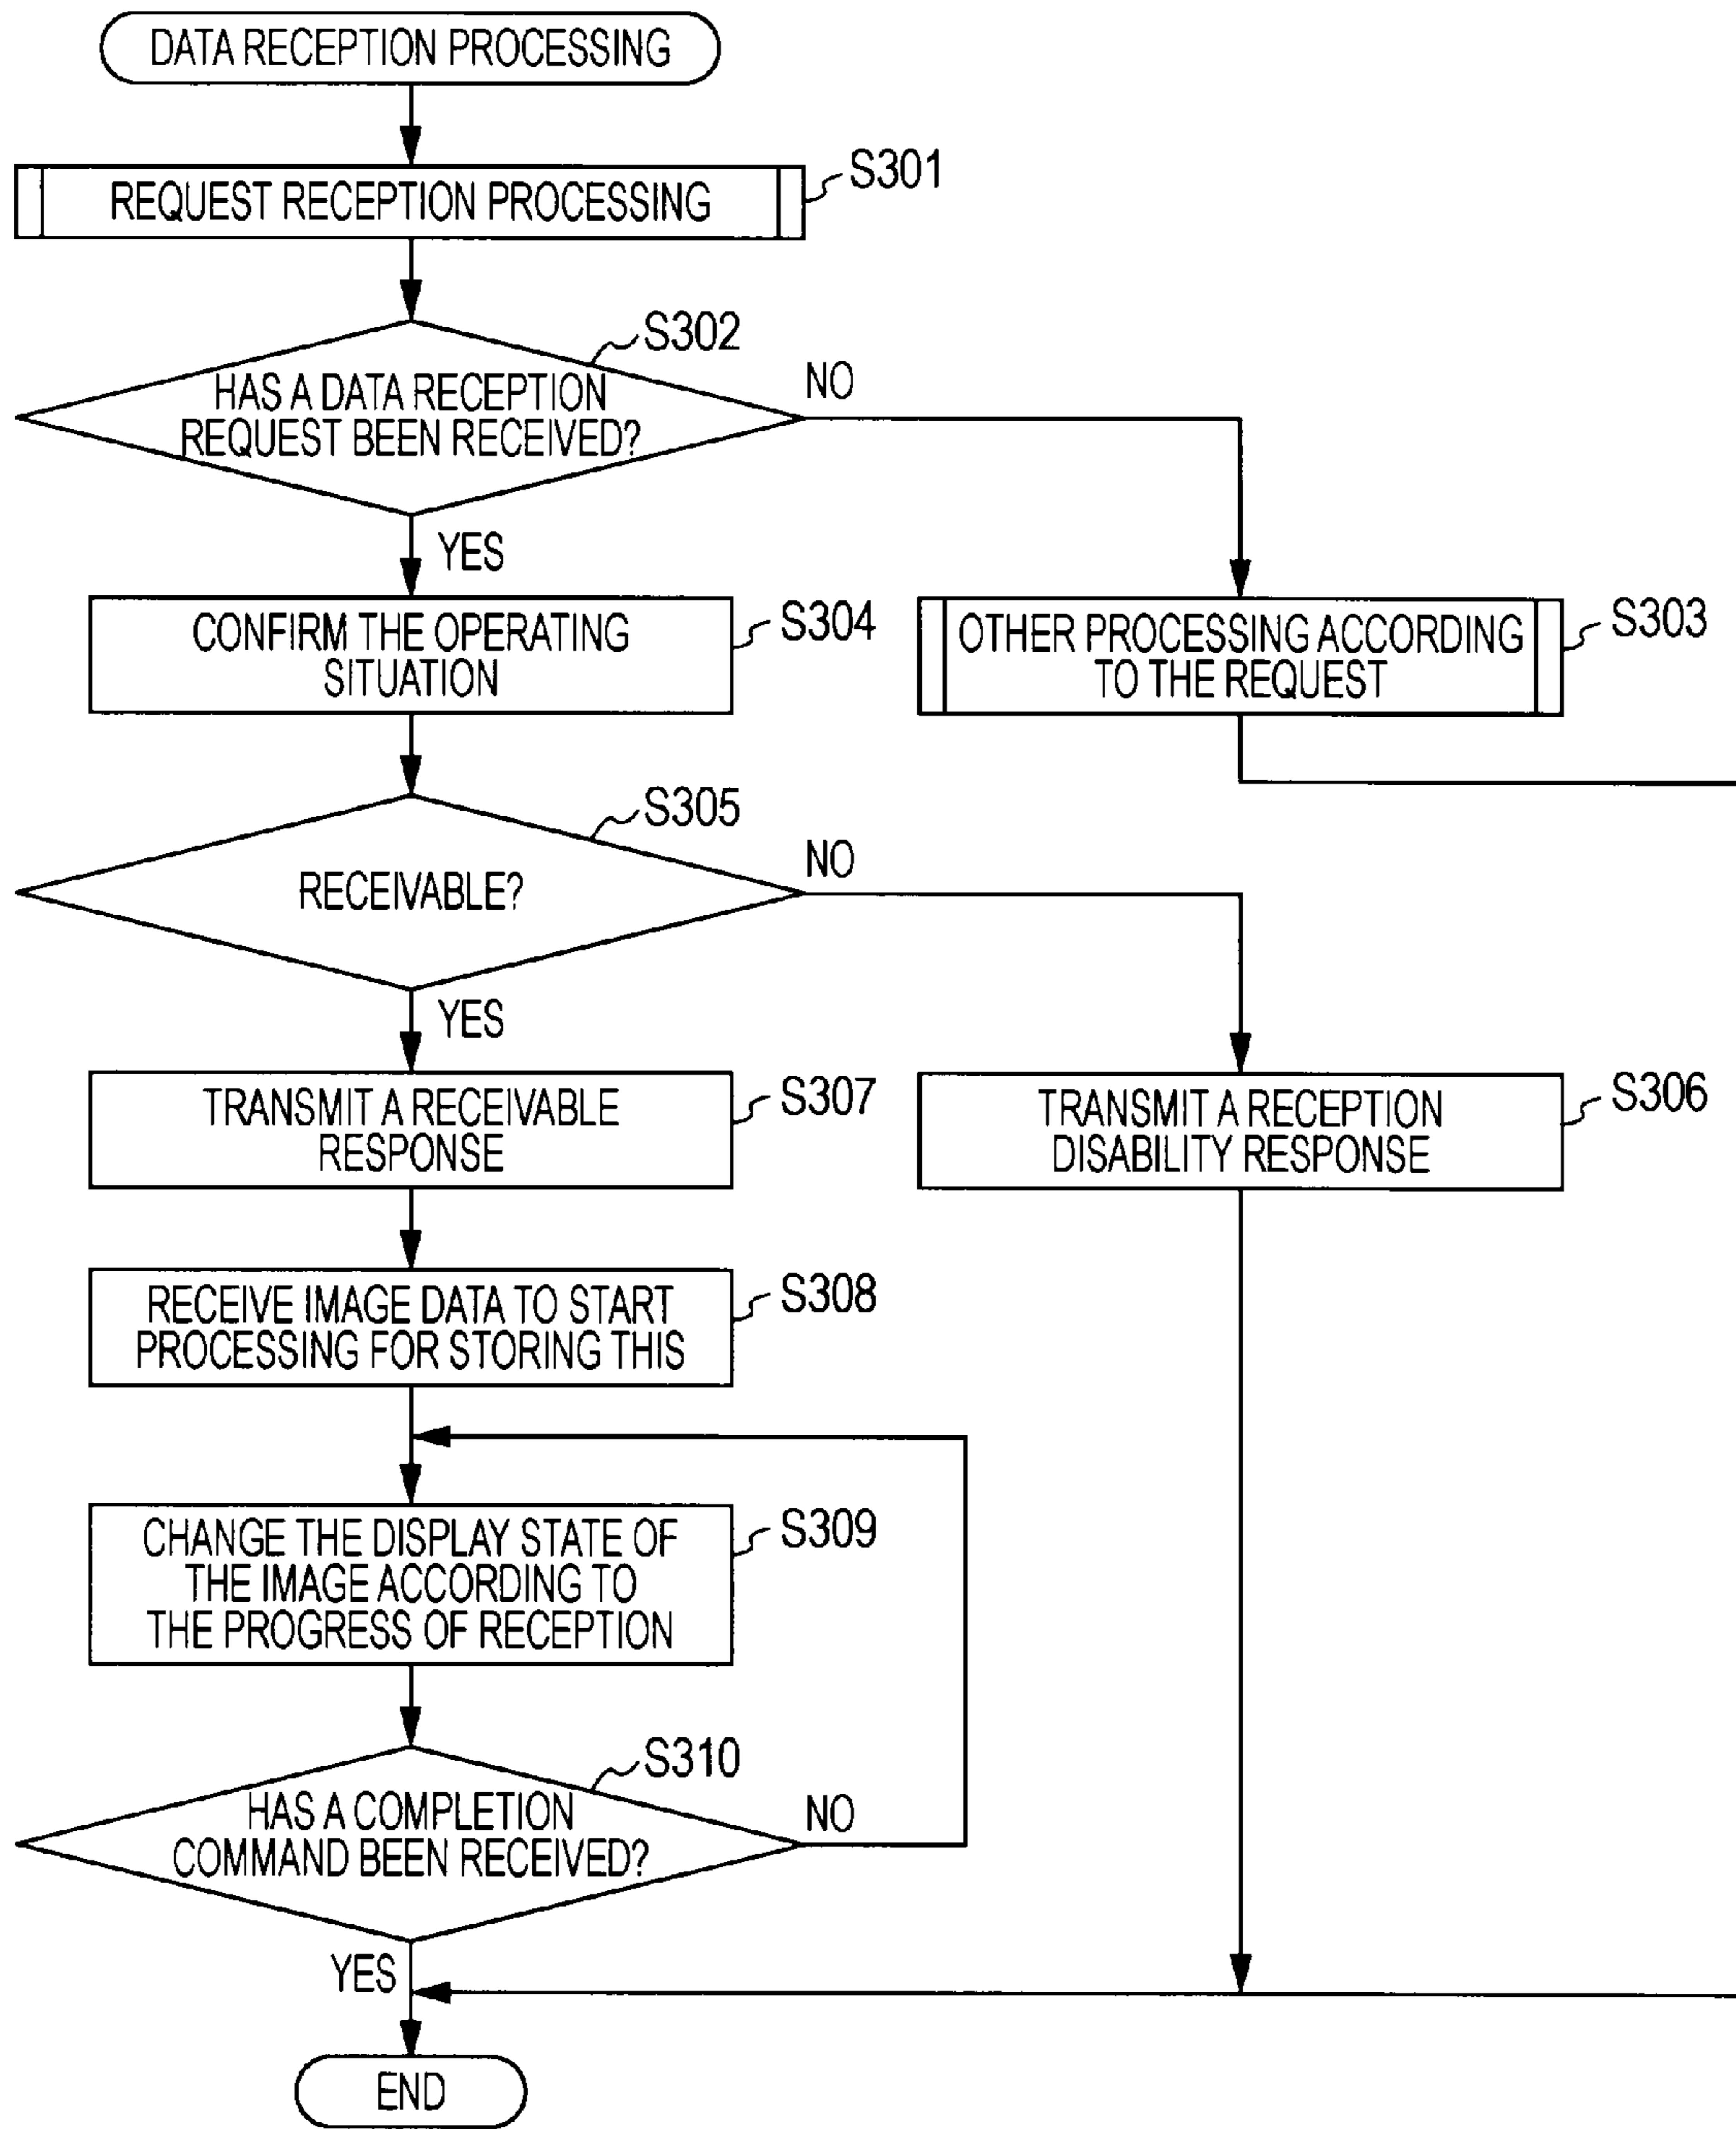 DATA RECEPTION PROCESSING
REQUEST RECEPTION PROCESSING
S301
S302
HAS A DATA RECEPTION
REQUEST BEEN RECEIVED?
NO
YES
CONFIRM THE OPERATING
SITUATION
S304
OTHER PROCESSING ACCORDING
TO THE REQUEST
S303
S305
RECEIVABLE?
NO
YES
TRANSMIT A RECEIVABLE
RESPONSE
S307
TRANSMIT A RECEPTION
DISABILITY RESPONSE
S306
RECEIVE IMAGE DATA TO START
PROCESSING FOR STORING THIS
S308
CHANGE THE DISPLAY STATE OF
THE IMAGE ACCORDING TO
THE PROGRESS OF RECEPTION
S309
S310
HAS A COMPLETION
COMMAND BEEN RECEIVED?
NO
YES
END